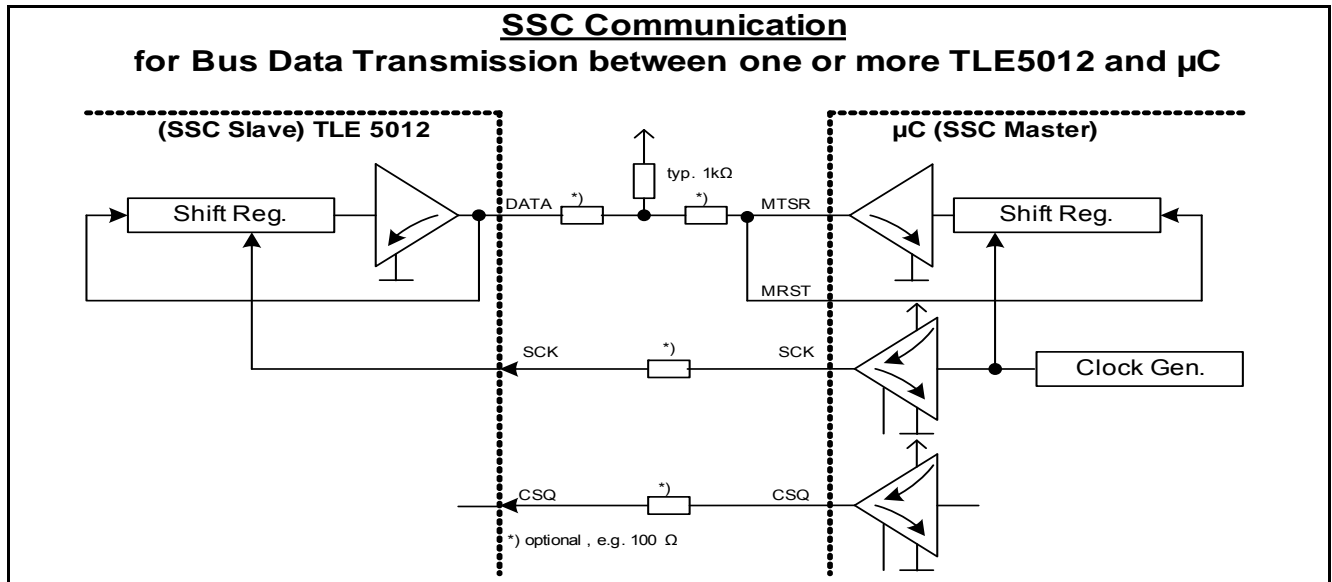 SSC Communication
for Bus Data Transmission between one or more TLE5012 and µC
(SSC Slave) TLE 5012
µC (SSC Master)
typ. 1kΩ
DATA
*)
*)
MTSR
Shift Reg.
Shift Reg.
MRST
SCK
*)
SCK
Clock Gen.
CSQ
*)
CSQ
*) optional , e.g. 100 Ω